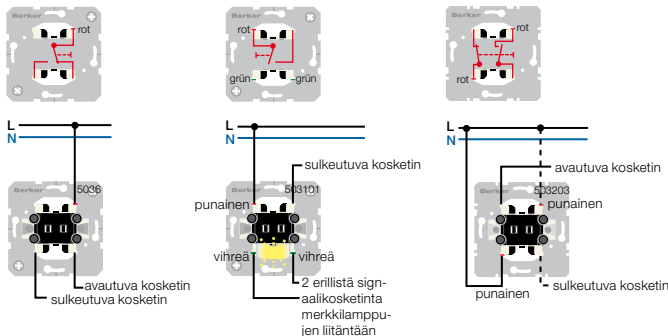 Berker
rot
Berker
rot
grün
grün
Berker
rot
rot
L
N
Berker
5036
avautuva kosketin
sulkeutuva kosketin
L
N
sulkeutuva kosketin
Berker
503101
punainen
vihreä
vihreä
2 erillistä sign-
aalikosketinta
merkkilamppu-
jen liitäntään
L
N
avautuva kosketin
Berker
503203
punainen
punainen
sulkeutuva kosketin